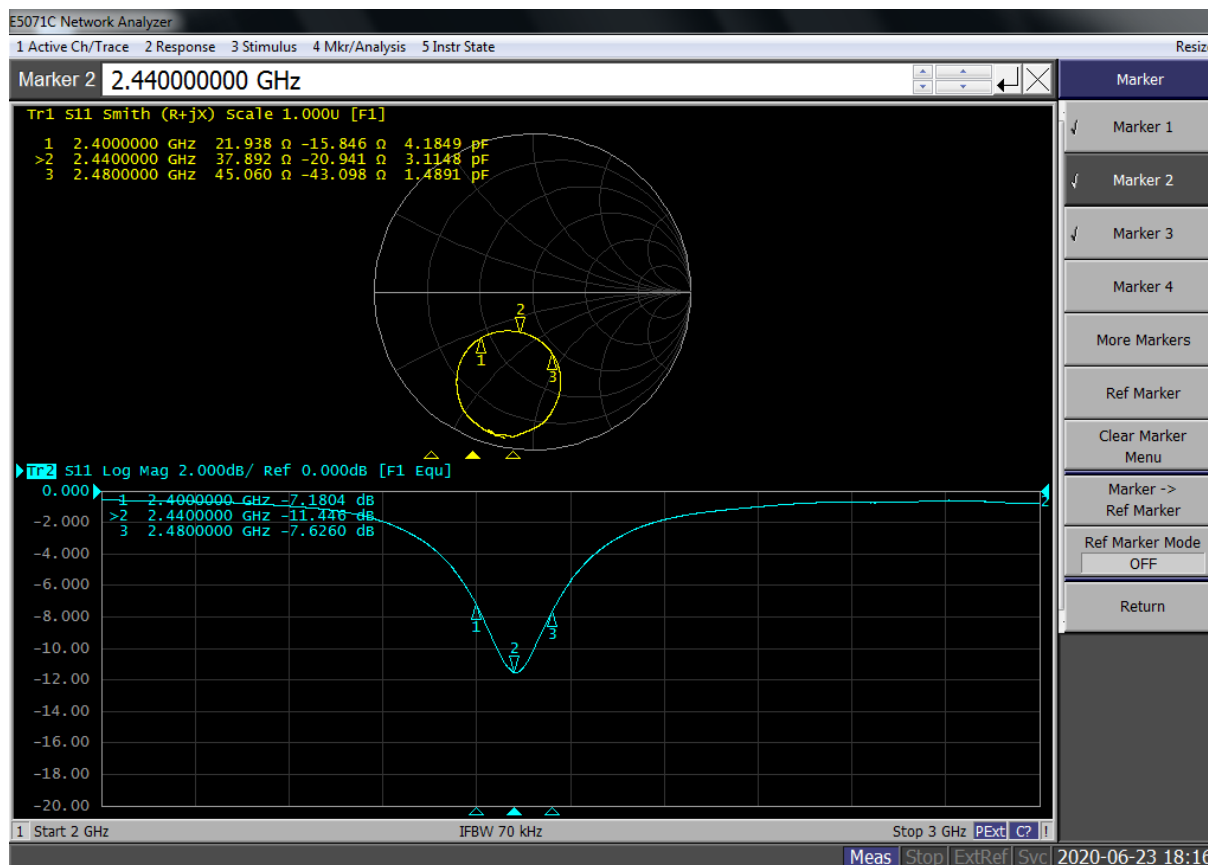 E5071C Network Analyzer
1 Active Ch/Trace 2 Response 3 Stimulus 4 Mkr/Analysis 5 Instr State Resize
Marker 2 2.440000000 GHz
Marker
Tr1 S11 Smith (R+jX) Scale 1.000U [F1]
1 2.4000000 GHz 21.938 Ω -15.846 Ω 4.1849 pF
>2 2.4400000 GHz 37.892 Ω -20.941 Ω 3.1148 pF
3 2.4800000 GHz 45.060 Ω -43.098 Ω 1.4891 pF
2
1
3
Tr2 S11 Log Mag 2.000dB/ Ref 0.000dB [F1 Equ]
0.000
1 2.4000000 GHz -7.1804 dB
>2 2.4400000 GHz -11.446 dB
3 2.4800000 GHz -7.6260 dB
2
-2.000
-4.000
-6.000
-8.000
-10.00
-12.00
-14.00
-16.00
-18.00
-20.00
1
2
3
1 Start 2 GHz IFBW 70 kHz Stop 3 GHz PExt C? !
Marker 1
Marker 2
Marker 3
Marker 4
More Markers
Ref Marker
Clear Marker
Menu
Marker ->
Ref Marker
Ref Marker Mode
OFF
Return
Meas Stop ExtRef Svc 2020-06-23 18:16